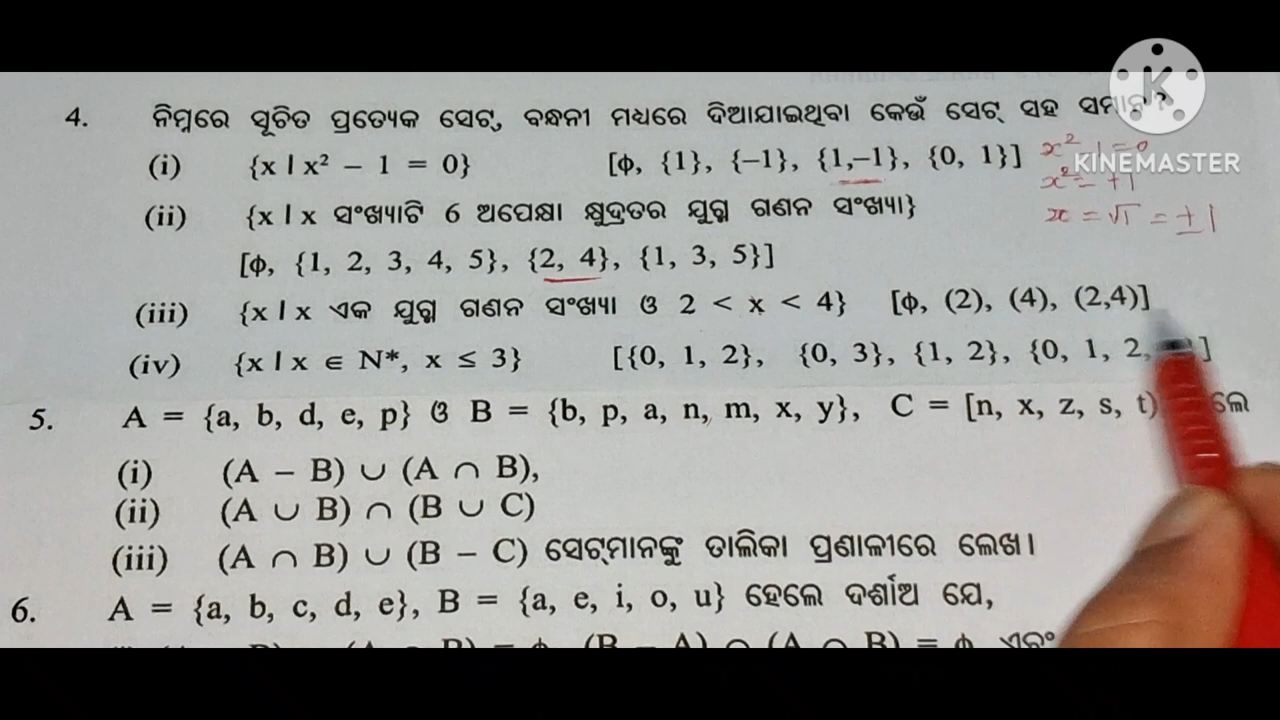 4. ନିମ୍ନରେ ସୂଚିତ ପ୍ରତ୍ୟେକ ସେଟ୍, ବନ୍ଧନୀ ମଧ୍ୟରେ ଦିଆଯାଇଥିବା କେଉଁ ସେଟ୍ ସହ ସମାନ?
(i) {x | x² − 1 = 0} [ϕ, {1}, {−1}, {1,−1}, {0, 1}]
x² − 1 = 0
KINEMASTER
x² = +1
x = √1 = ±1
(ii) {x | x ସଂଖ୍ୟାଟି 6 ଅପେକ୍ଷା କ୍ଷୁଦ୍ରତର ଯୁଗ୍ମ ଗଣନ ସଂଖ୍ୟା}
[ϕ, {1, 2, 3, 4, 5}, {2, 4}, {1, 3, 5}]
(iii) {x | x ଏକ ଯୁଗ୍ମ ଗଣନ ସଂଖ୍ୟା ଓ 2 < x < 4} [ϕ, (2), (4), (2,4)]
(iv) {x | x ∈ N*, x ≤ 3} [{0, 1, 2}, {0, 3}, {1, 2}, {0, 1, 2, ]
5. A = {a, b, d, e, p} ଓ B = {b, p, a, n, m, x, y}, C = [n, x, z, s, t)
(i) (A − B) ∪ (A ∩ B),
(ii) (A ∪ B) ∩ (B ∪ C)
(iii) (A ∩ B) ∪ (B − C) ସେଟ୍‌ମାନଙ୍କୁ ତାଲିକା ପ୍ରଣାଳୀରେ ଲେଖ।
6. A = {a, b, c, d, e}, B = {a, e, i, o, u} ହେଲେ ଦର୍ଶାଅ ଯେ,
(B − A) ∩ (A ∩ B) = ϕ ଏବଂ